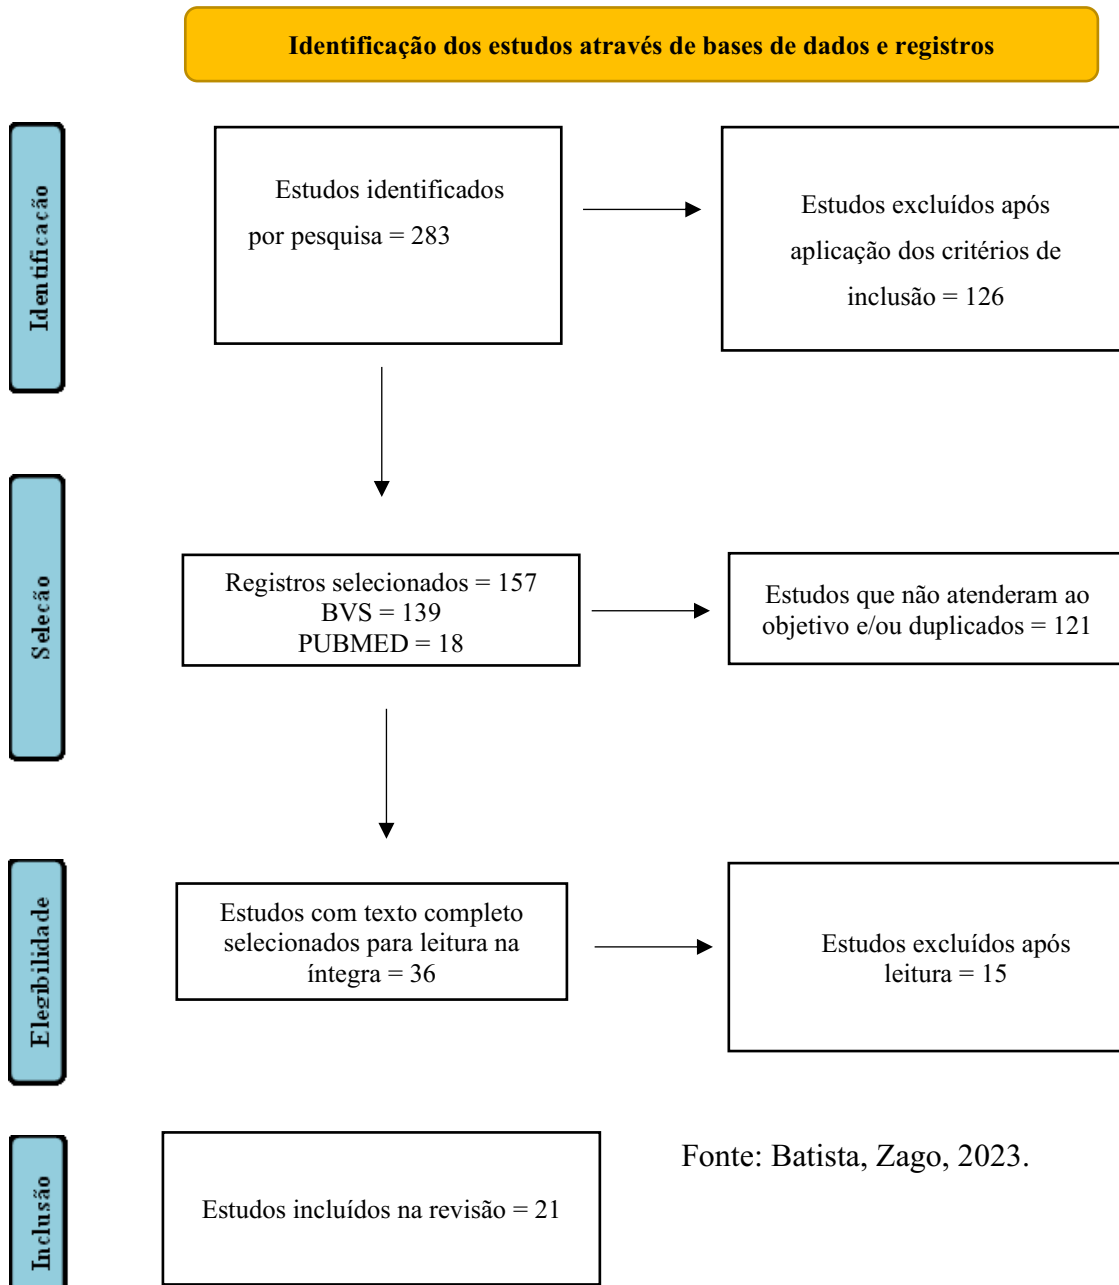 Identificação dos estudos através de bases de dados e registros
Identificação
Estudos identificados
por pesquisa = 283
Estudos excluídos após
aplicação dos critérios de
inclusão = 126
Seleção
Registros selecionados = 157
BVS = 139
PUBMED = 18
Estudos que não atenderam ao
objetivo e/ou duplicados = 121
Elegibilidade
Estudos com texto completo
selecionados para leitura na
íntegra = 36
Estudos excluídos após
leitura = 15
Inclusão
Estudos incluídos na revisão = 21
Fonte: Batista, Zago, 2023.